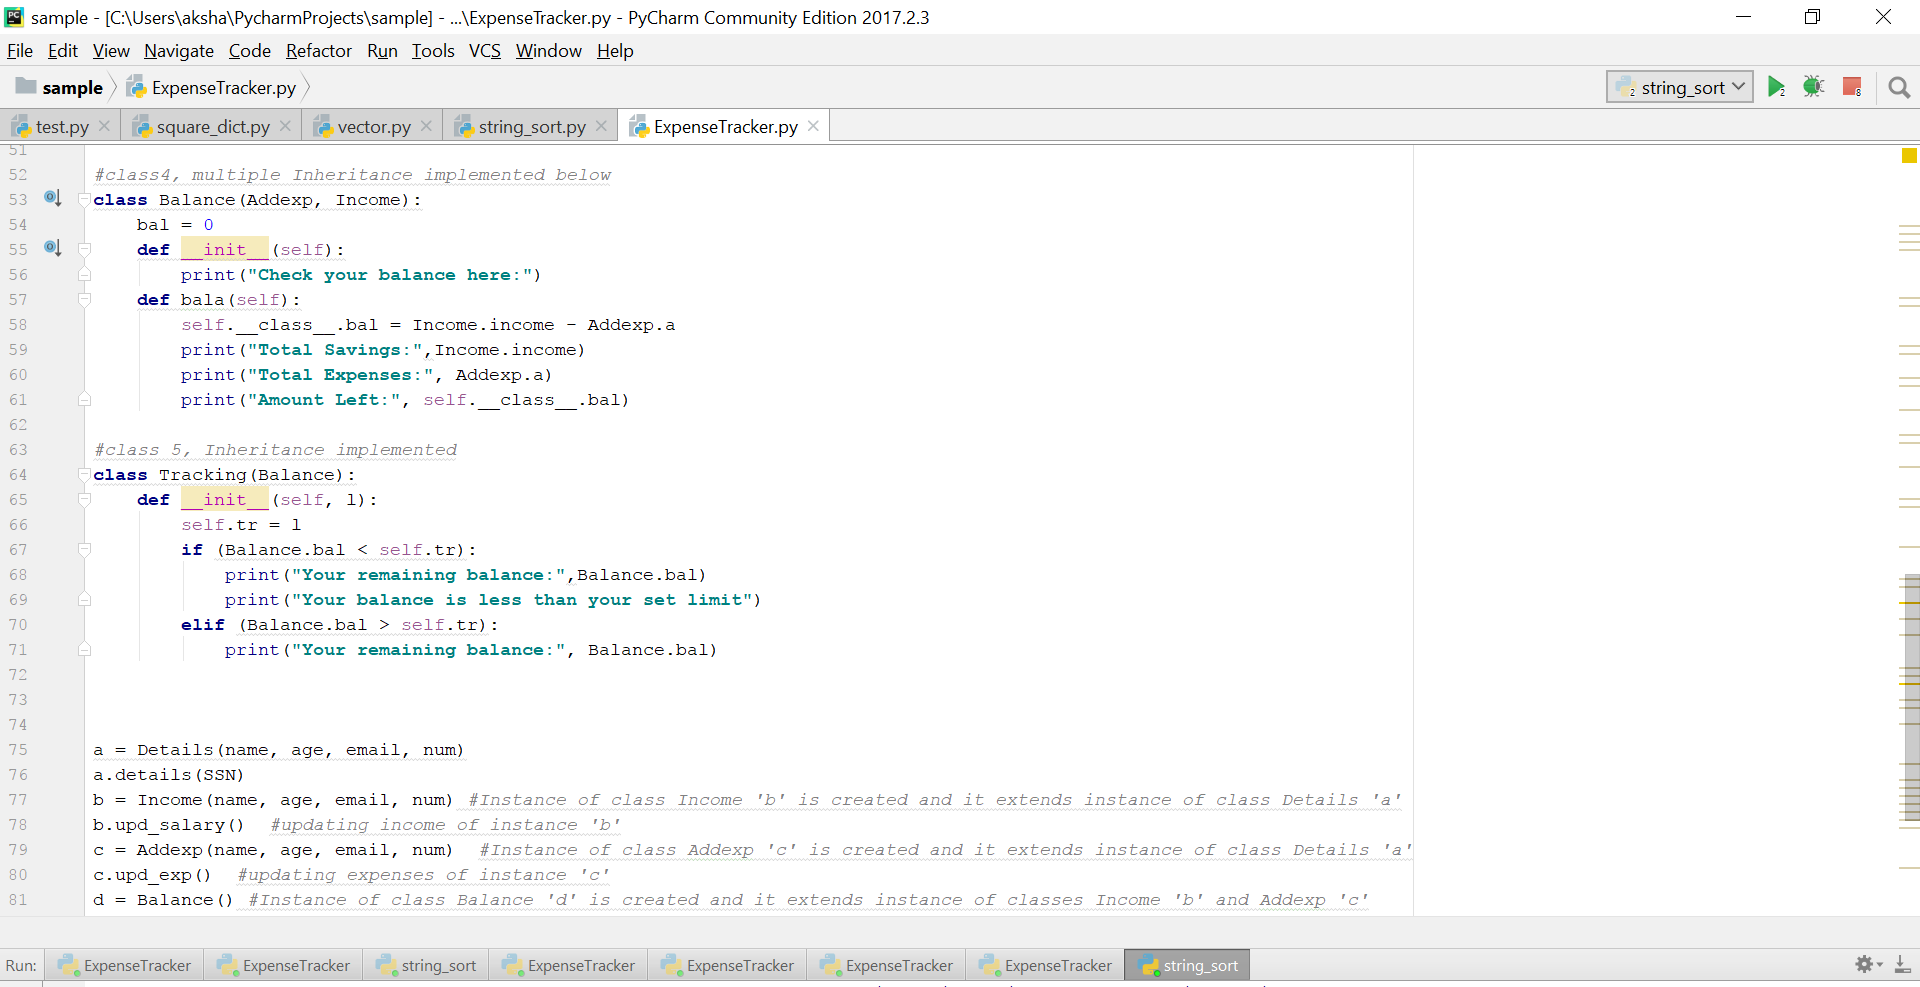 sample - [C:\Users\aksha\PycharmProjects\sample] - ...\ExpenseTracker.py - PyCharm Community Edition 2017.2.3
File Edit View Navigate Code Refactor Run Tools VCS Window Help
sample ExpenseTracker.py string_sort
test.py square_dict.py vector.py string_sort.py ExpenseTracker.py
51
52 #class4, multiple Inheritance implemented below
53 class Balance(Addexp, Income):
54 bal = 0
55 def __init__(self):
56 print("Check your balance here:")
57 def bala(self):
58 self.__class__.bal = Income.income - Addexp.a
59 print("Total Savings:",Income.income)
60 print("Total Expenses:", Addexp.a)
61 print("Amount Left:", self.__class__.bal)
62
63 #class 5, Inheritance implemented
64 class Tracking(Balance):
65 def __init__(self, l):
66 self.tr = l
67 if (Balance.bal < self.tr):
68 print("Your remaining balance:",Balance.bal)
69 print("Your balance is less than your set limit")
70 elif (Balance.bal > self.tr):
71 print("Your remaining balance:", Balance.bal)
72
73
74
75 a = Details(name, age, email, num)
76 a.details(SSN)
77 b = Income(name, age, email, num) #Instance of class Income 'b' is created and it extends instance of class Details 'a'
78 b.upd_salary() #updating income of instance 'b'
79 c = Addexp(name, age, email, num) #Instance of class Addexp 'c' is created and it extends instance of class Details 'a'
80 c.upd_exp() #updating expenses of instance 'c'
81 d = Balance() #Instance of class Balance 'd' is created and it extends instance of classes Income 'b' and Addexp 'c'
Run: ExpenseTracker ExpenseTracker string_sort ExpenseTracker ExpenseTracker ExpenseTracker ExpenseTracker string_sort